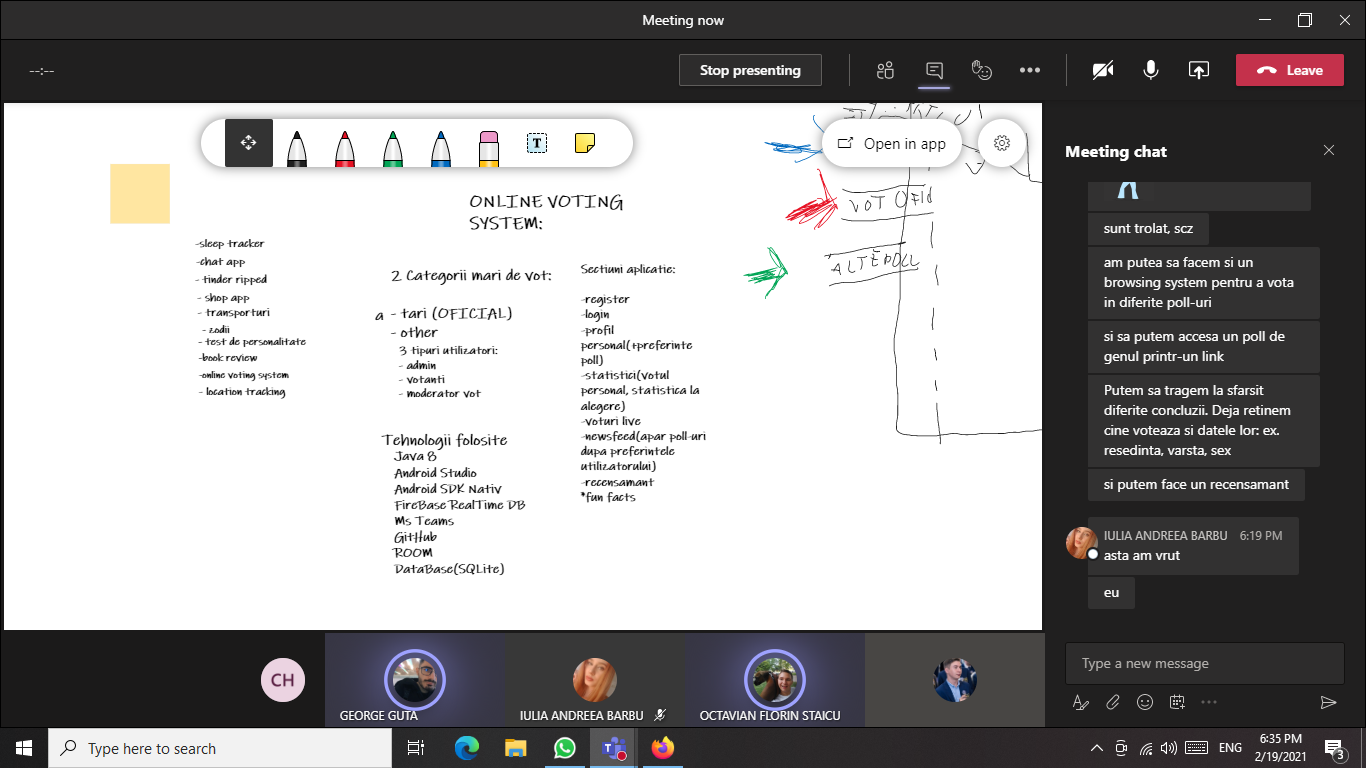 Meeting now
--:--
Stop presenting
Leave
T
Open in app
ONLINE VOTING
SYSTEM:
-sleep tracker
-chat app
- tinder ripped
- shop app
- transporturi
- zodii
- test de personalitate
-book review
-online voting system
- location tracking
2 Categorii mari de vot:
a - tari (OFICIAL)
- other
3 tipuri utilizatori:
- admin
- votanti
- moderator vot
Tehnologii folosite
Java 8
Android Studio
Android SDK Nativ
FireBase RealTime DB
Ms Teams
GitHub
ROOM
DataBase(SQLite)
Sectiuni aplicatie:
-register
-login
-profil
personal(+preferinte
poll)
-statistici(votul
personal, statistica la
alegere)
-voturi live
-newsfeed(apar poll-uri
dupa preferintele
utilizatorului)
-recensamant
*fun facts
VOT OFId
ALTE POLL
Meeting chat
sunt trolat, scz
am putea sa facem si un
browsing system pentru a vota
in diferite poll-uri
si sa putem accesa un poll de
genul printr-un link
Putem sa tragem la sfarsit
diferite concluzii. Deja retinem
cine voteaza si datele lor: ex.
resedinta, varsta, sex
si putem face un recensamant
IULIA ANDREEA BARBU 6:19 PM
asta am vrut
eu
Type a new message
CH
GEORGE GUTA
IULIA ANDREEA BARBU
OCTAVIAN FLORIN STAICU
Type here to search
ENG
6:35 PM
2/19/2021
3